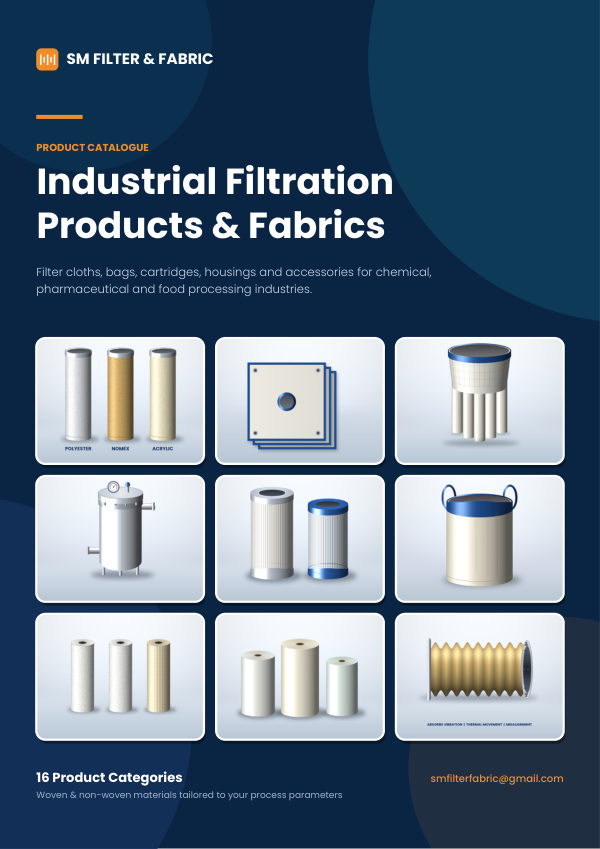 SM FILTER & FABRIC
PRODUCT CATALOGUE
Industrial Filtration
Products & Fabrics
Filter cloths, bags, cartridges, housings and accessories for chemical,
pharmaceutical and food processing industries.
POLYESTER NOMEX ACRYLIC
ABSORBS VIBRATION | THERMAL MOVEMENT | MISALIGNMENT
16 Product Categories
smfilterfabric@gmail.com
Woven & non-woven materials tailored to your process parameters